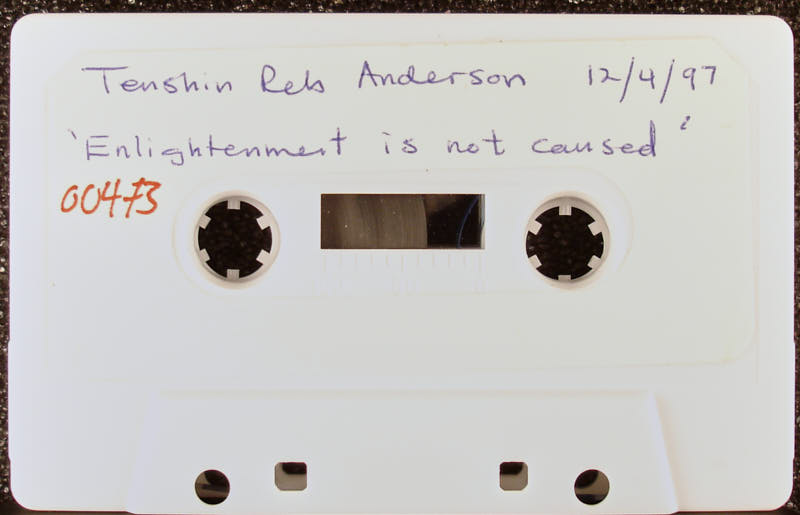 Tenshin Reb Anderson 12/4/97
'Enlightenment is not caused'
00473